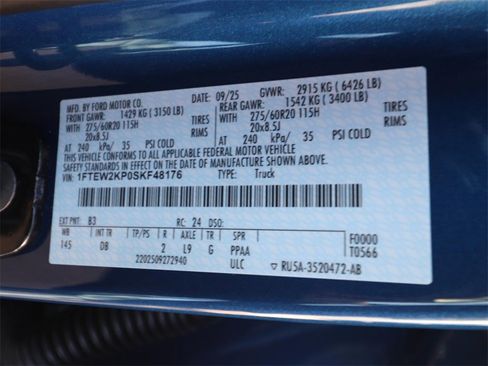 MFD. BY FORD MOTOR CO. DATE: 09/25 GVWR: 2915 KG ( 6426 LB)
FRONT GAWR: 1429 KG ( 3150 LB) REAR GAWR: 1542 KG ( 3400 LB)
WITH 275/60R20 115H TIRES WITH 275/60R20 115H TIRES
20x8.5J RIMS 20x8.5J RIMS
AT 240 kPa/ 35 PSI COLD AT 240 kPa/ 35 PSI COLD
THIS VEHICLE CONFORMS TO ALL APPLICABLE FEDERAL MOTOR VEHICLE
SAFETY STANDARDS IN EFFECT ON THE DATE OF MANUFACTURE SHOWN ABOVE.
VIN: 1FTEW2KP0SKF48176 TYPE: Truck
EXT PNT: B3 RC: 24 DSO: F0000
WB INT TR TP/PS R AXLE TR SPR T0566
145 DB 2 L9 G PPAA
2202509272940 ULC ▽ RU5A-3520472-AB